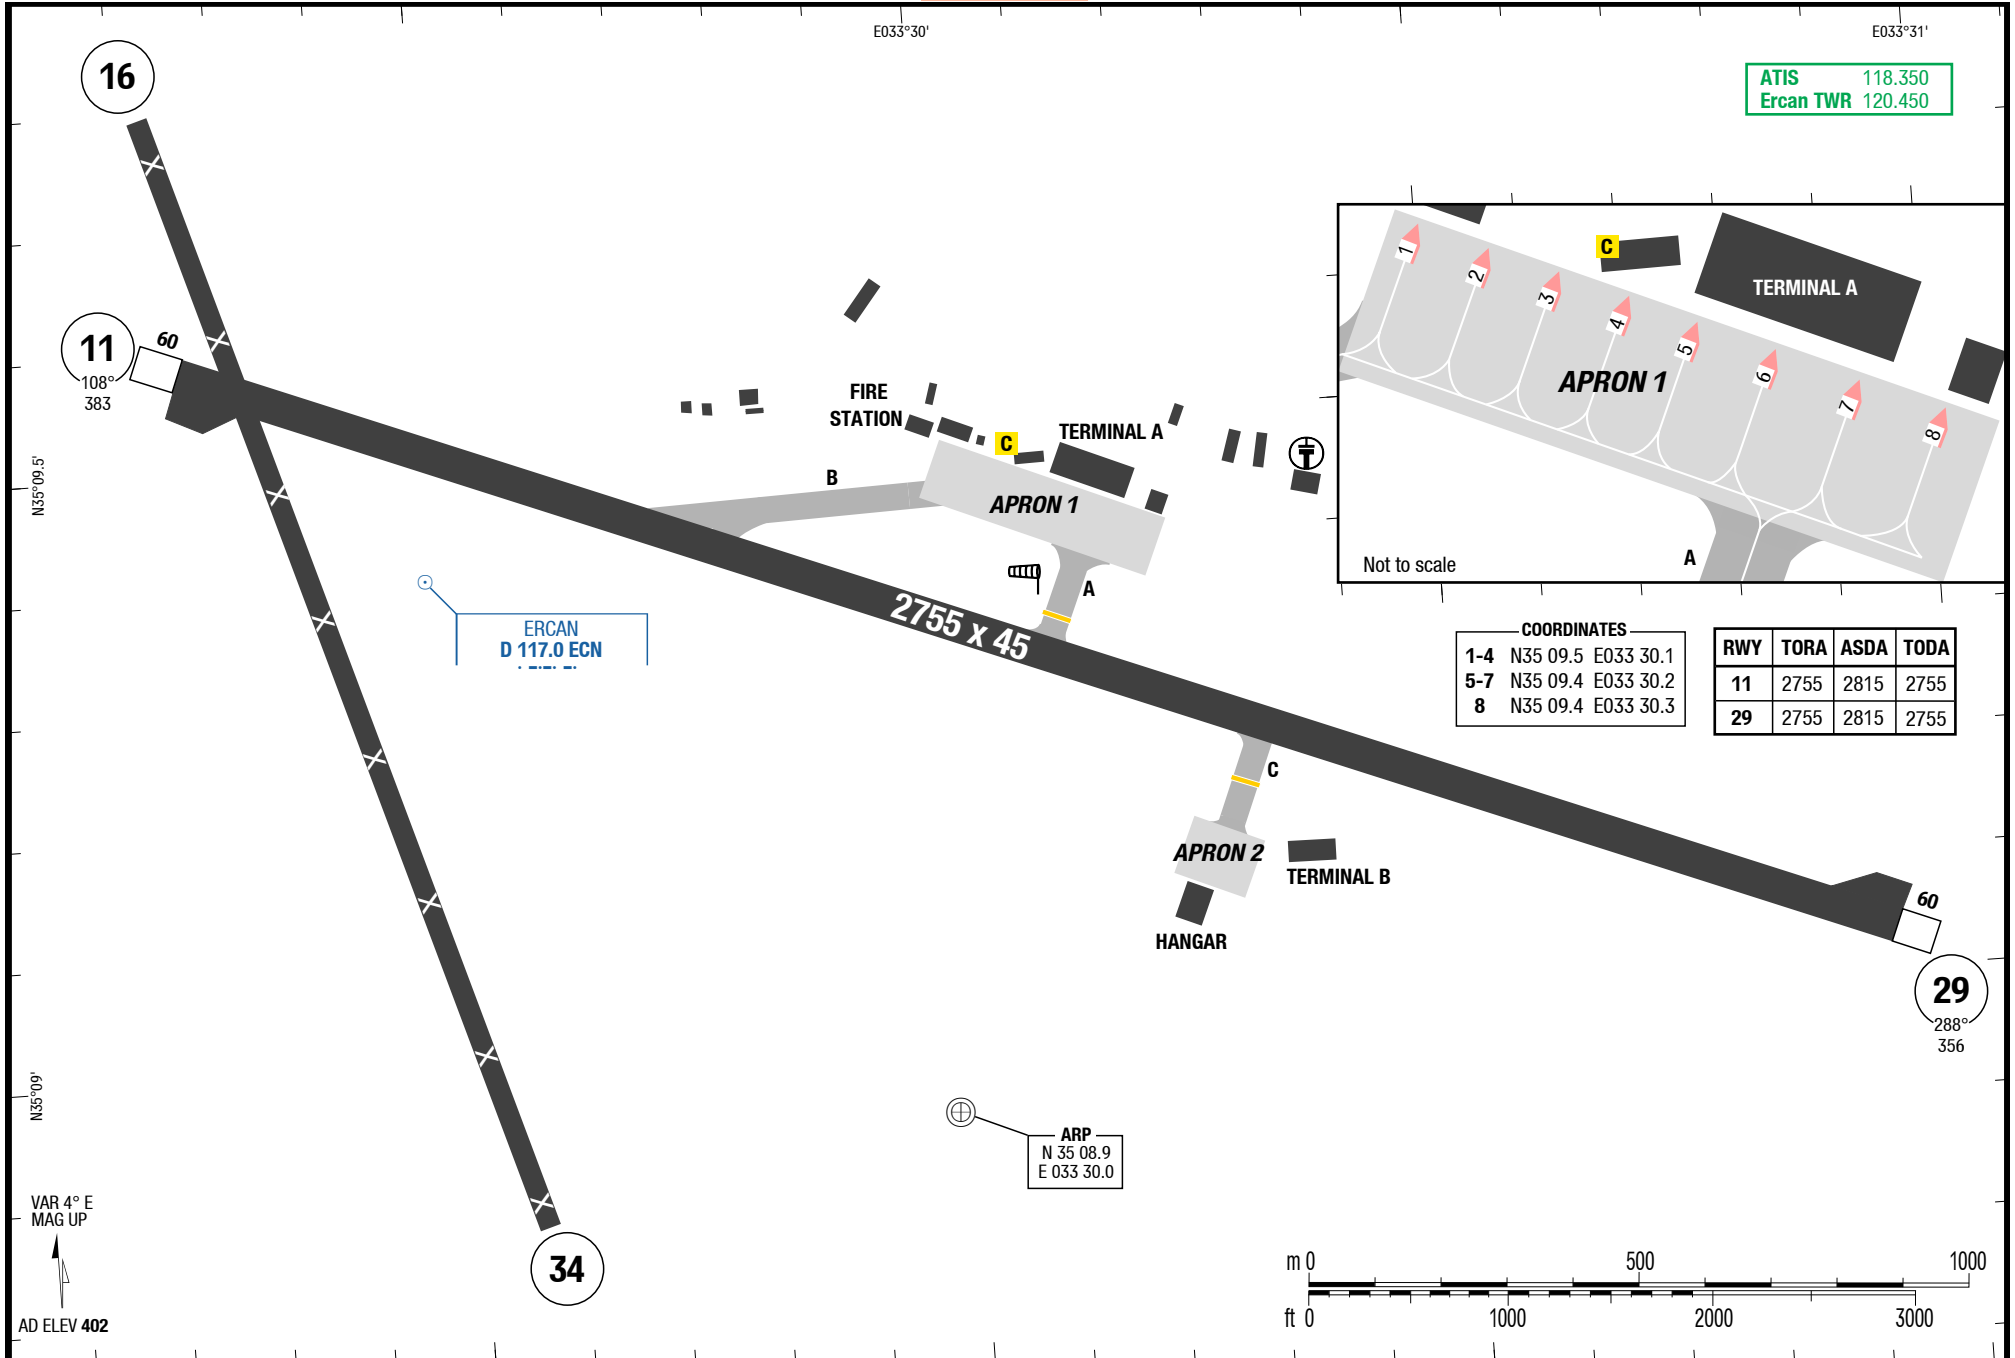 E033°30'
E033°31'
16
ATIS 118.350
Ercan TWR 120.450
11
108°
383
60
1
2
3
4
5
6
7
8
C
TERMINAL A
APRON 1
A
Not to scale
FIRE
STATION
C
TERMINAL A
B
APRON 1
A
N35°09.5'
ERCAN
D 117.0 ECN
2755 x 45
COORDINATES
1-4 N35 09.5 E033 30.1
5-7 N35 09.4 E033 30.2
8 N35 09.4 E033 30.3
RWY TORA ASDA TODA
11 2755 2815 2755
29 2755 2815 2755
C
APRON 2
TERMINAL B
HANGAR
60
29
288°
356
N35°09'
ARP
N 35 08.9
E 033 30.0
VAR 4° E
MAG UP
34
AD ELEV 402
m 0 500 1000
ft 0 1000 2000 3000